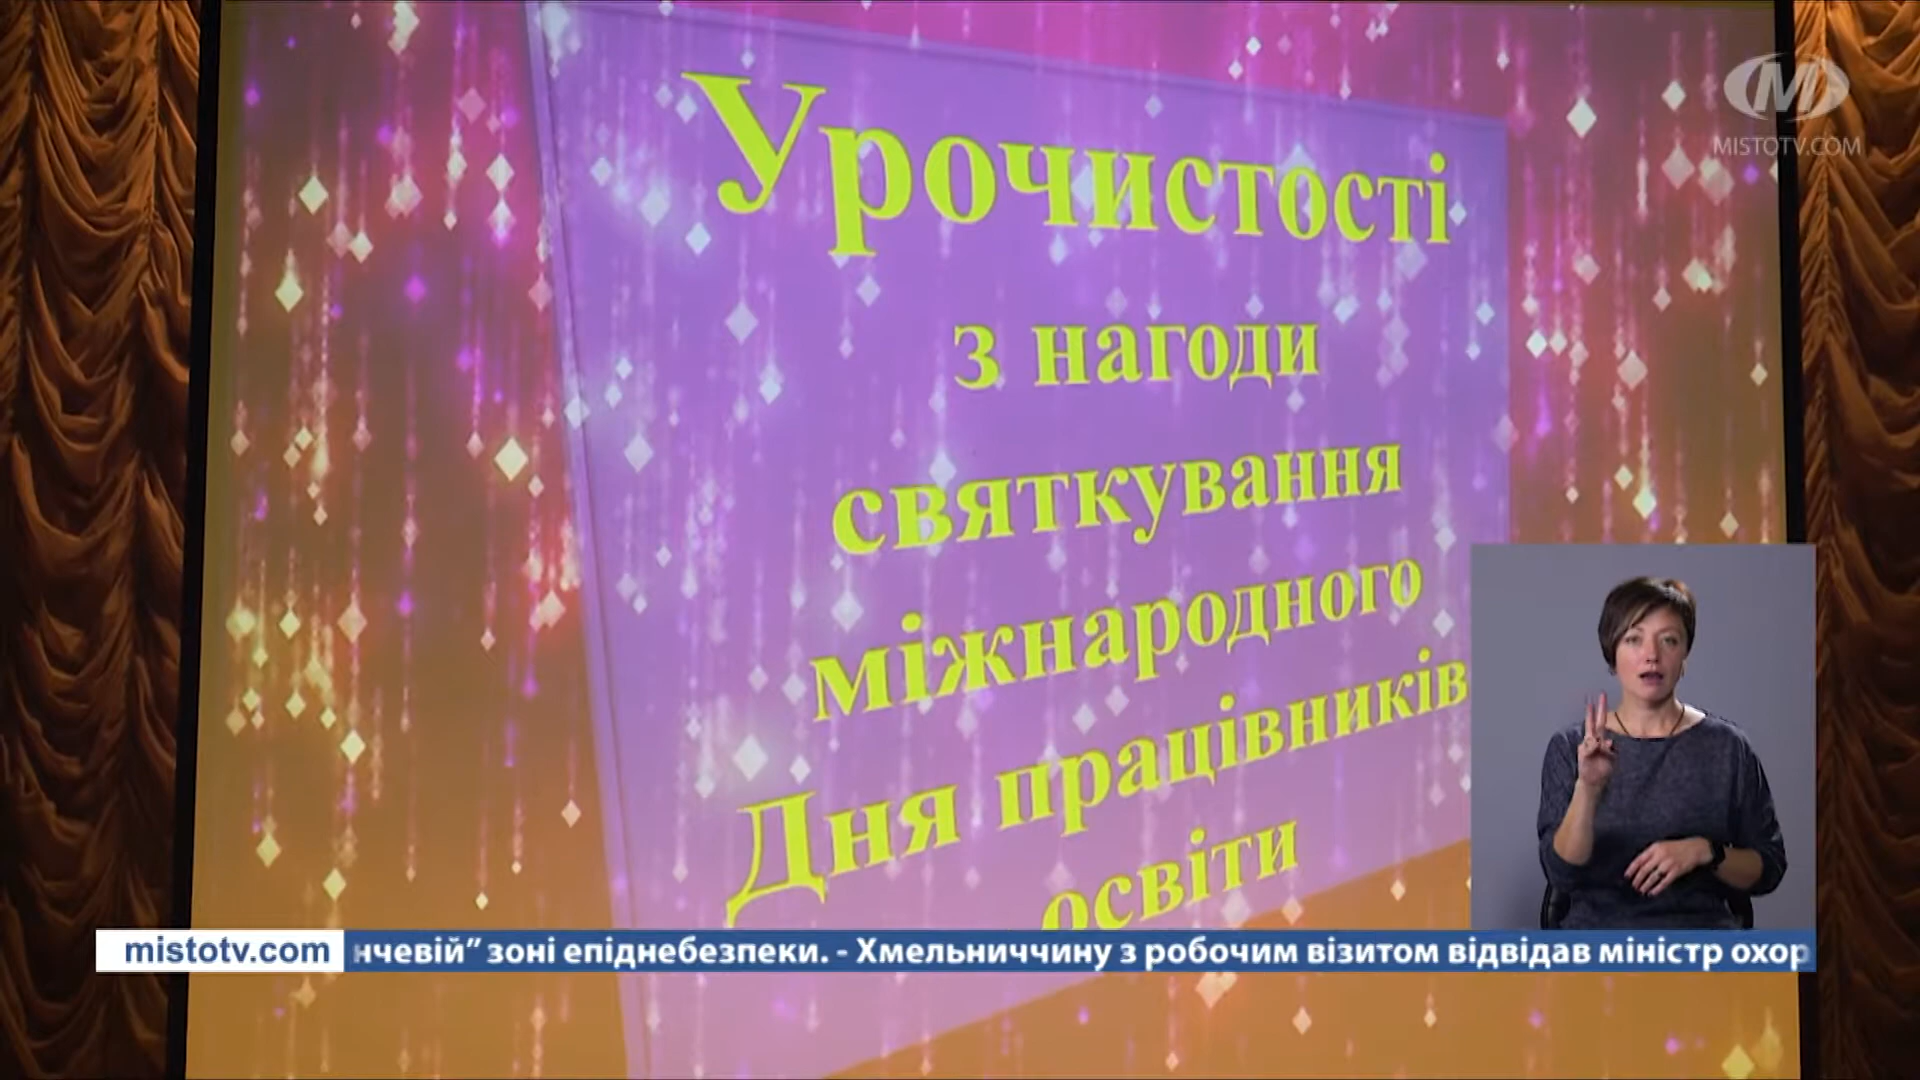 MISTOTV.COM
Урочистості
з нагоди
святкування
міжнародного
Дня працівників
освіти
mistotv.com
нчевій” зоні епіднебезпеки. - Хмельниччину з робочим візитом відвідав міністр охор